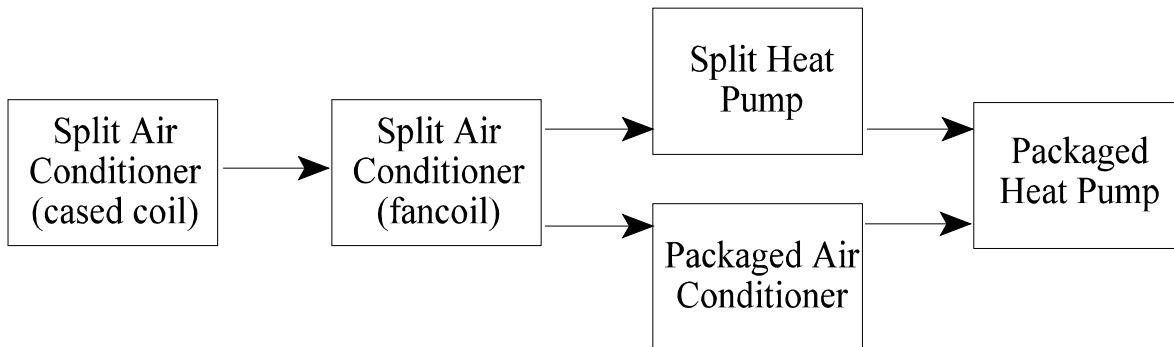 Split Air
Conditioner
(cased coil)
Split Air
Conditioner
(fancoil)
Split Heat
Pump
Packaged Air
Conditioner
Packaged
Heat Pump